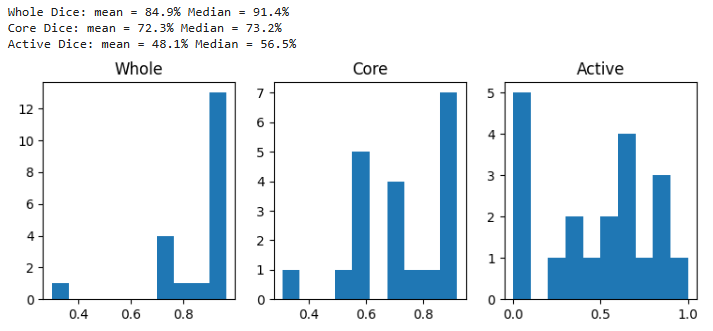 Whole Dice: mean = 84.9% Median = 91.4%
Core Dice: mean = 72.3% Median = 73.2%
Active Dice: mean = 48.1% Median = 56.5%
Whole
12
10
8
6
4
2
0
0.4 0.6 0.8
Core
7
6
5
4
3
2
1
0
0.4 0.6 0.8
Active
5
4
3
2
1
0
0.0 0.5 1.0